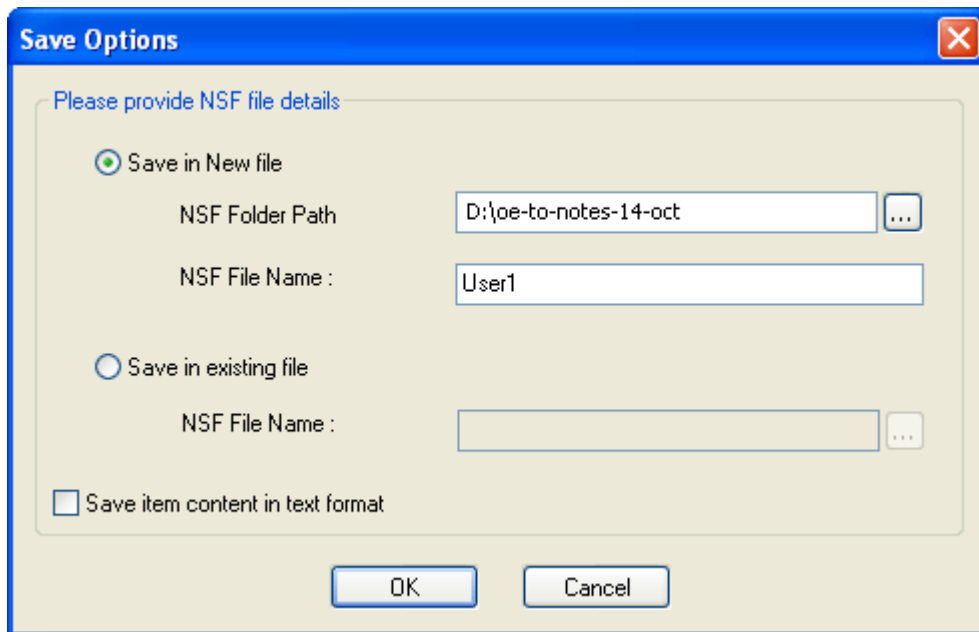 Save Options
Please provide NSF file details
Save in New file
NSF Folder Path
D:\oe-to-notes-14-oct
...
NSF File Name :
User1
Save in existing file
NSF File Name :
...
Save item content in text format
OK
Cancel